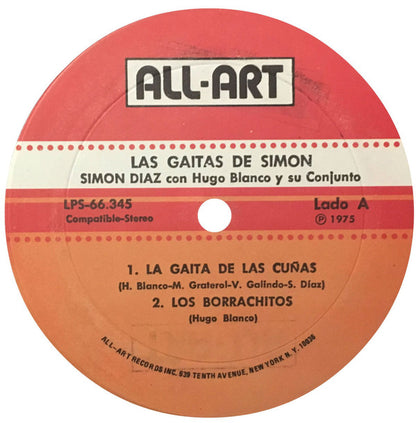 ALL-ART
LAS GAITAS DE SIMON
SIMON DIAZ con Hugo Blanco y su Conjunto
LPS-66.345 Lado A
Compatible-Stereo Ⓟ 1975
1. LA GAITA DE LAS CUÑAS
(H. Blanco-M. Graterol-V. Galindo-S. Díaz)
2. LOS BORRACHITOS
(Hugo Blanco)
ALL-ART RECORDS INC. 639 TENTH AVENUE, NEW YORK N. Y. 10036